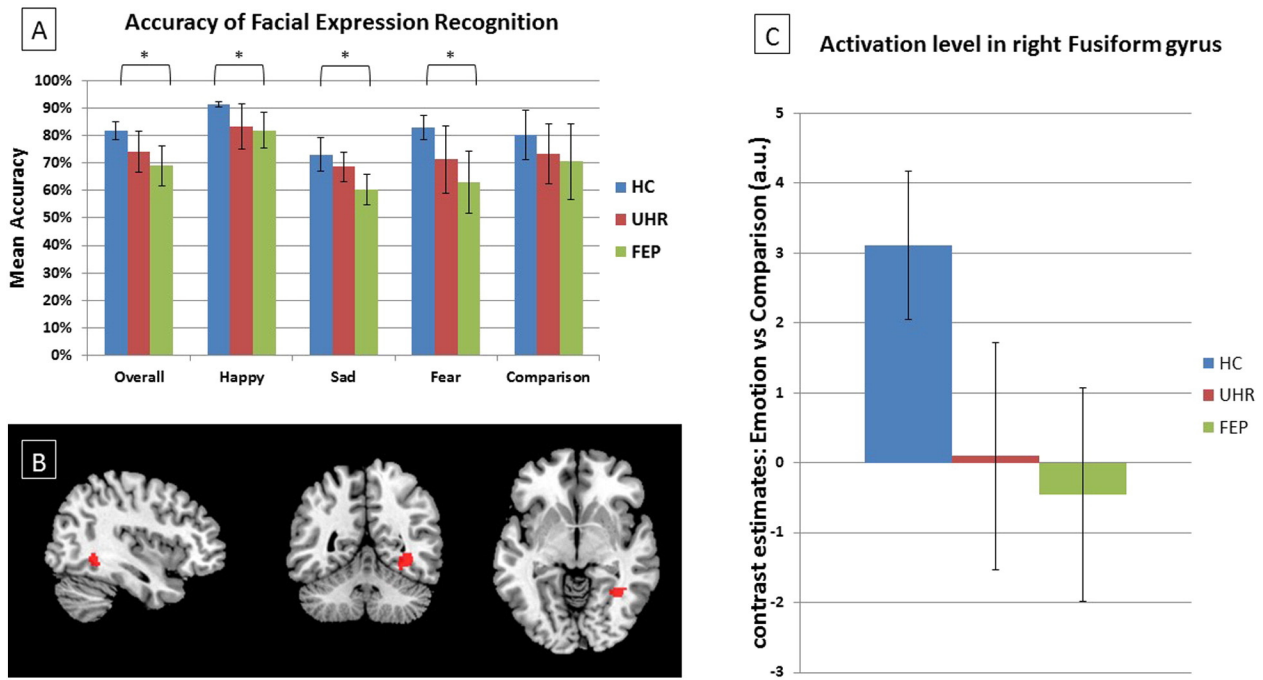 A
Accuracy of Facial Expression Recognition
* * * *
100%
90%
80%
70%
60%
50%
40%
30%
20%
10%
0%
Mean Accuracy
Overall Happy Sad Fear Comparison
HC
UHR
FEP
B
C
Activation level in right Fusiform gyrus
contrast estimates: Emotion vs Comparison (a.u.)
5
4
3
2
1
0
-1
-2
-3
HC
UHR
FEP